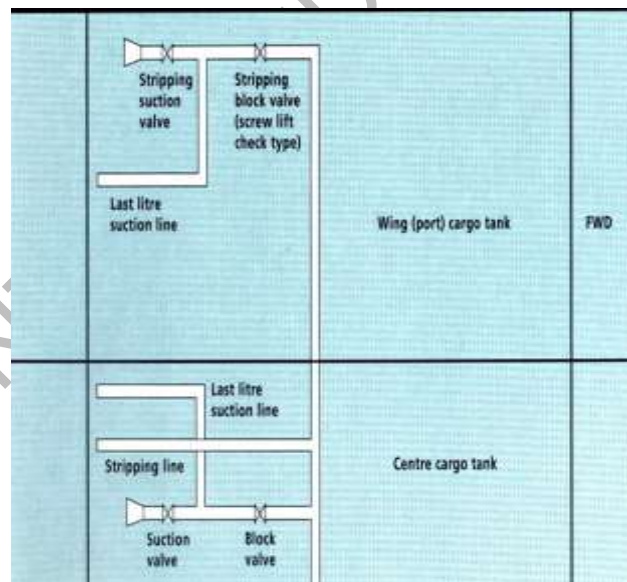 Stripping
suction
valve
Stripping
block valve
(screw lift
check type)
Last litre
suction line
Wing (port) cargo tank
FWD
Last litre
suction line
Stripping line
Centre cargo tank
Suction
valve
Block
valve